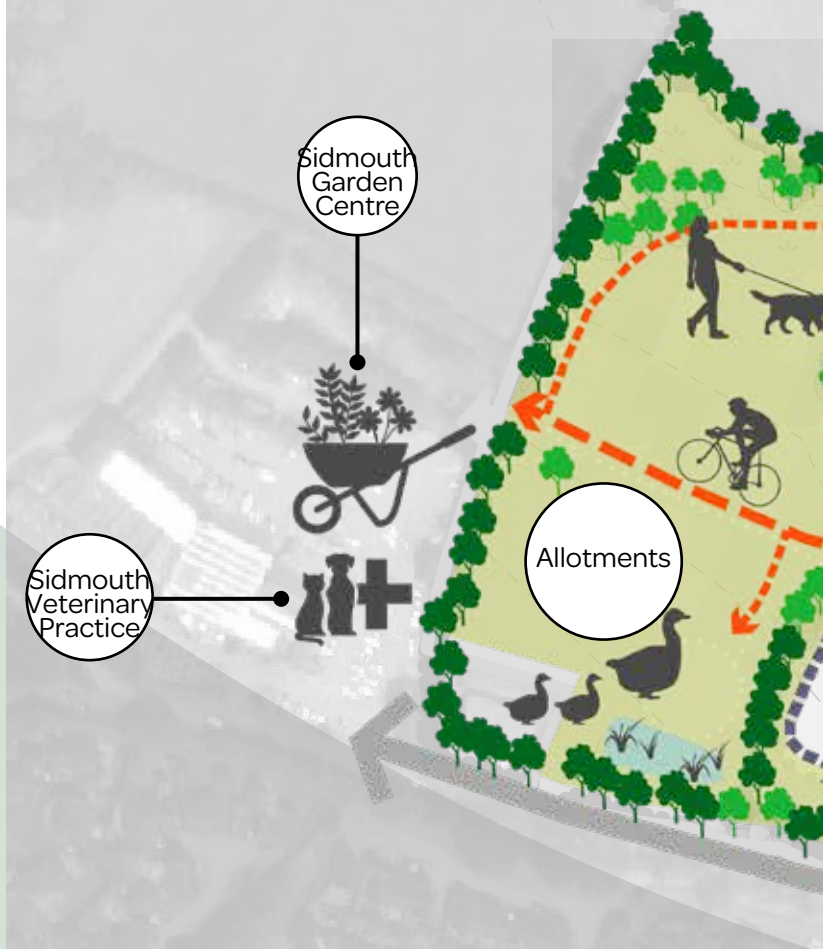 Sidmouth
Garden
Centre
Allotments
Sidmouth
Veterinary
Practice